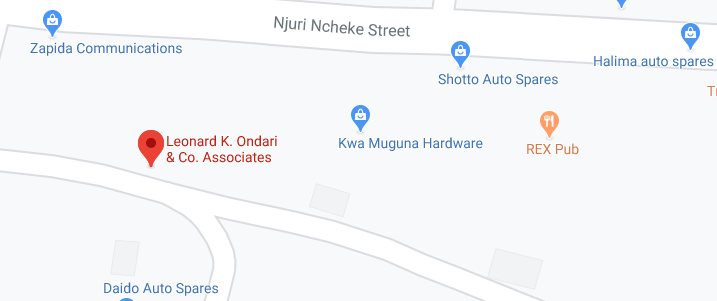 Njuri Ncheke Street
Zapida Communications
Halima auto spares
Shotto Auto Spares
Kwa Muguna Hardware
REX Pub
Leonard K. Ondari
& Co. Associates
Daido Auto Spares